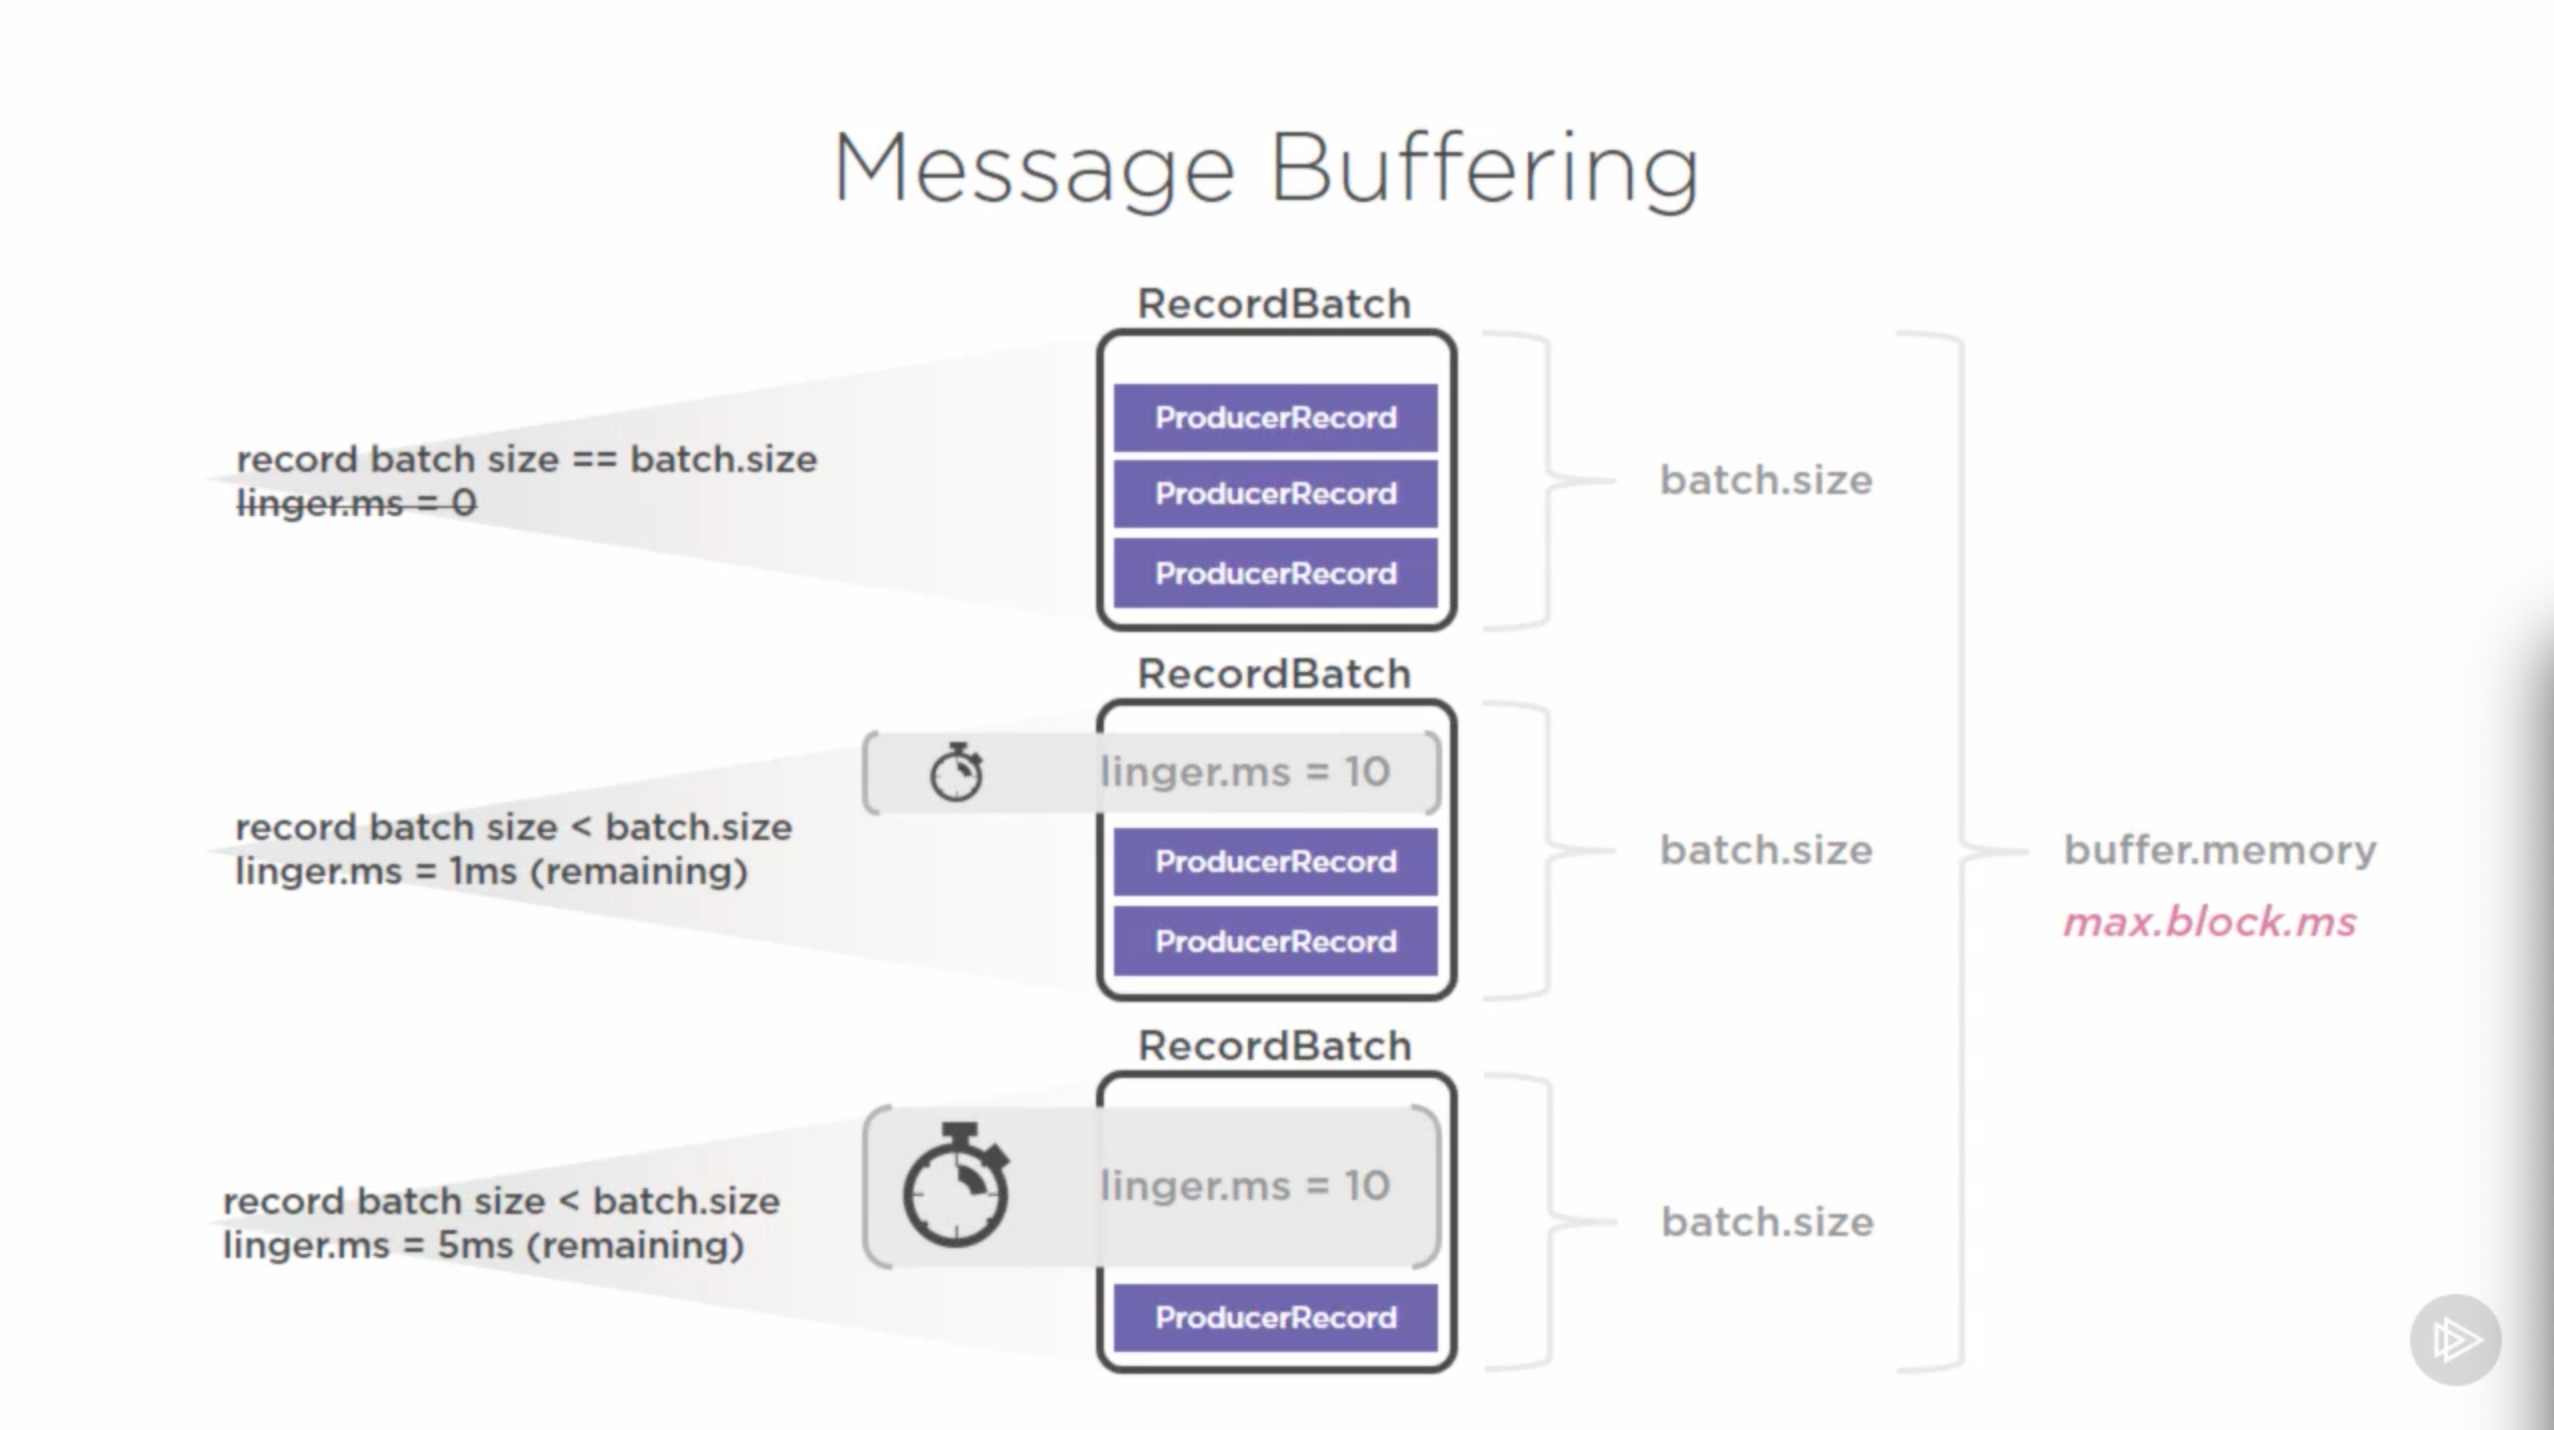 Message Buffering
RecordBatch
ProducerRecord
ProducerRecord
ProducerRecord
record batch size == batch.size
linger.ms = 0
batch.size
RecordBatch
linger.ms = 10
ProducerRecord
ProducerRecord
record batch size < batch.size
linger.ms = 1ms (remaining)
batch.size
buffer.memory
max.block.ms
RecordBatch
linger.ms = 10
ProducerRecord
record batch size < batch.size
linger.ms = 5ms (remaining)
batch.size